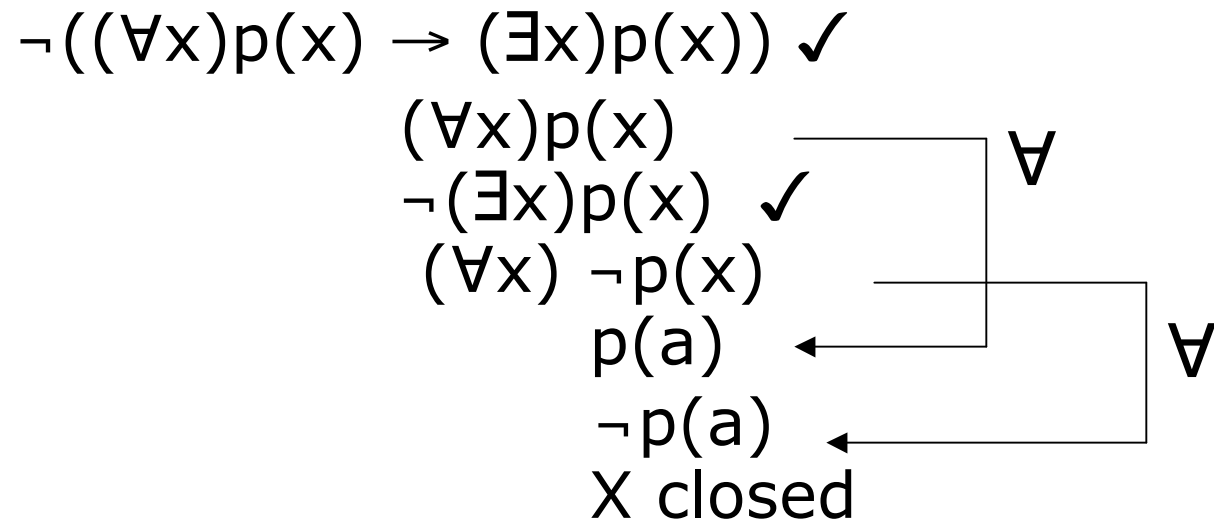 ¬((∀x)p(x) → (∃x)p(x)) ✓
(∀x)p(x)
∀
¬(∃x)p(x) ✓
(∀x) ¬p(x)
p(a)
∀
¬p(a)
X closed